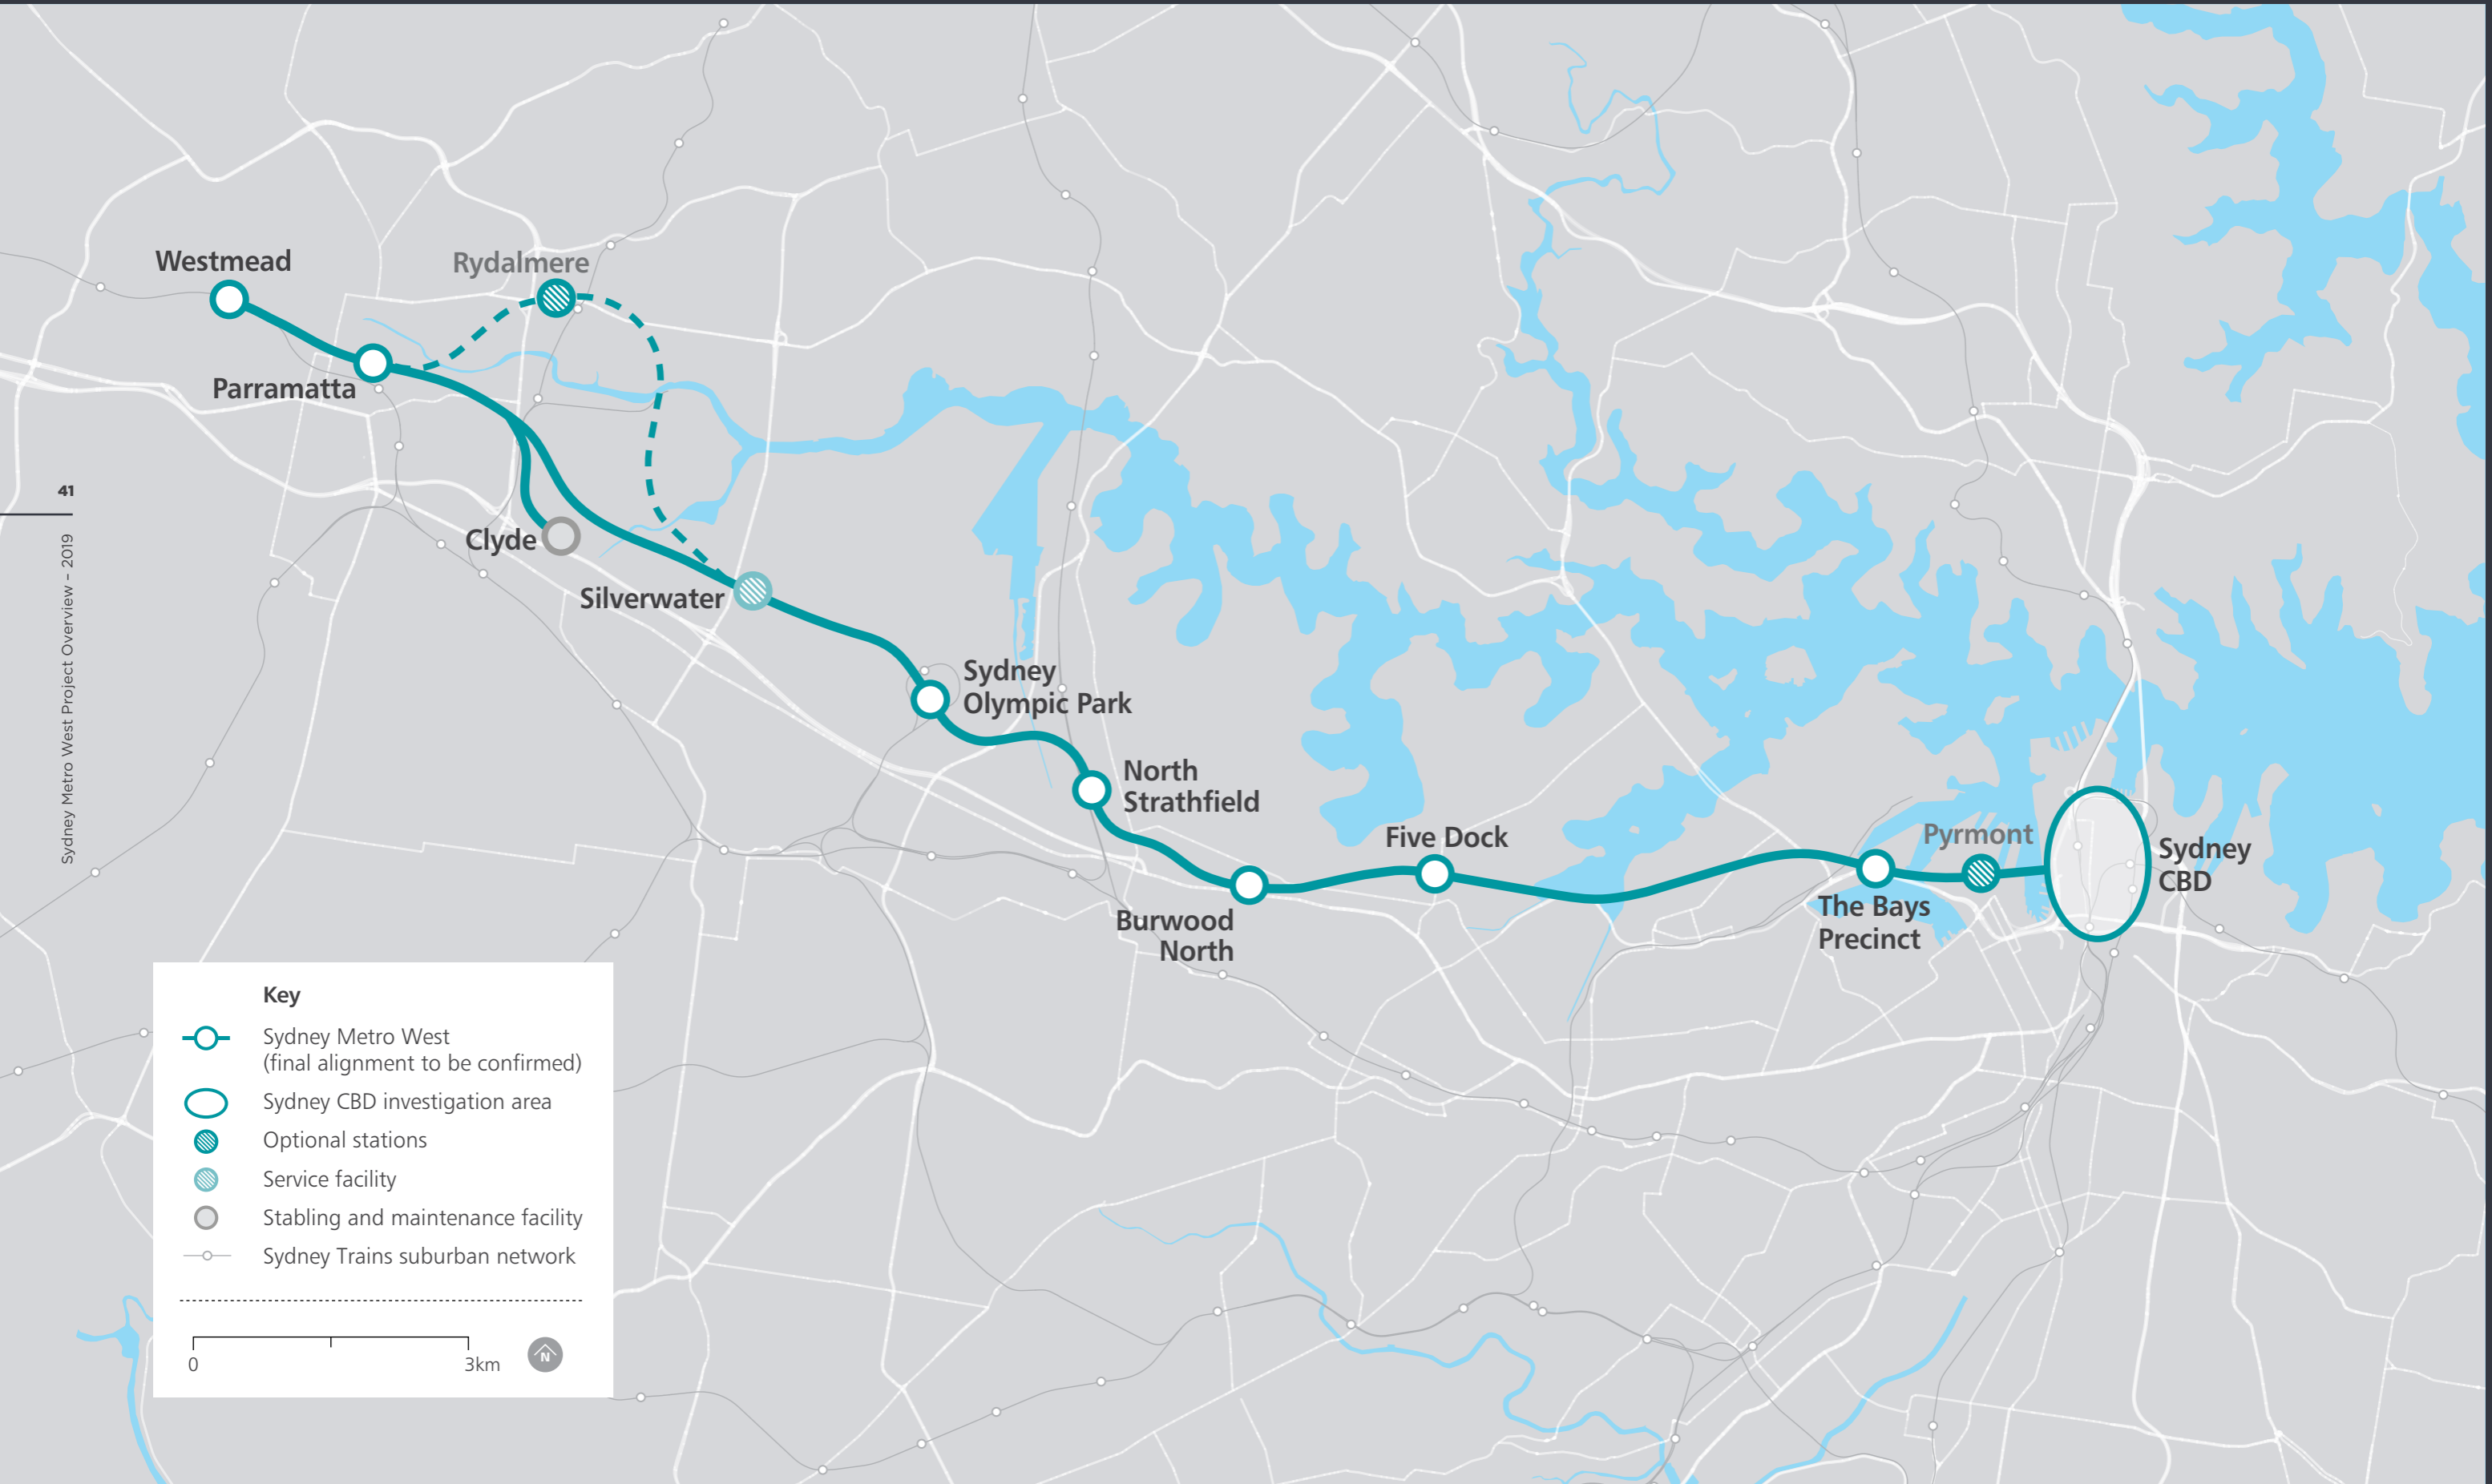 Westmead
Rydalmere
Parramatta
41
Sydney Metro West Project Overview – 2019
Clyde
Silverwater
Sydney
Olympic Park
North
Strathfield
Five Dock
Burwood
North
Pyrmont
The Bays
Precinct
Sydney
CBD
Key
Sydney Metro West
(final alignment to be confirmed)
Sydney CBD investigation area
Optional stations
Service facility
Stabling and maintenance facility
Sydney Trains suburban network
0
3km
N